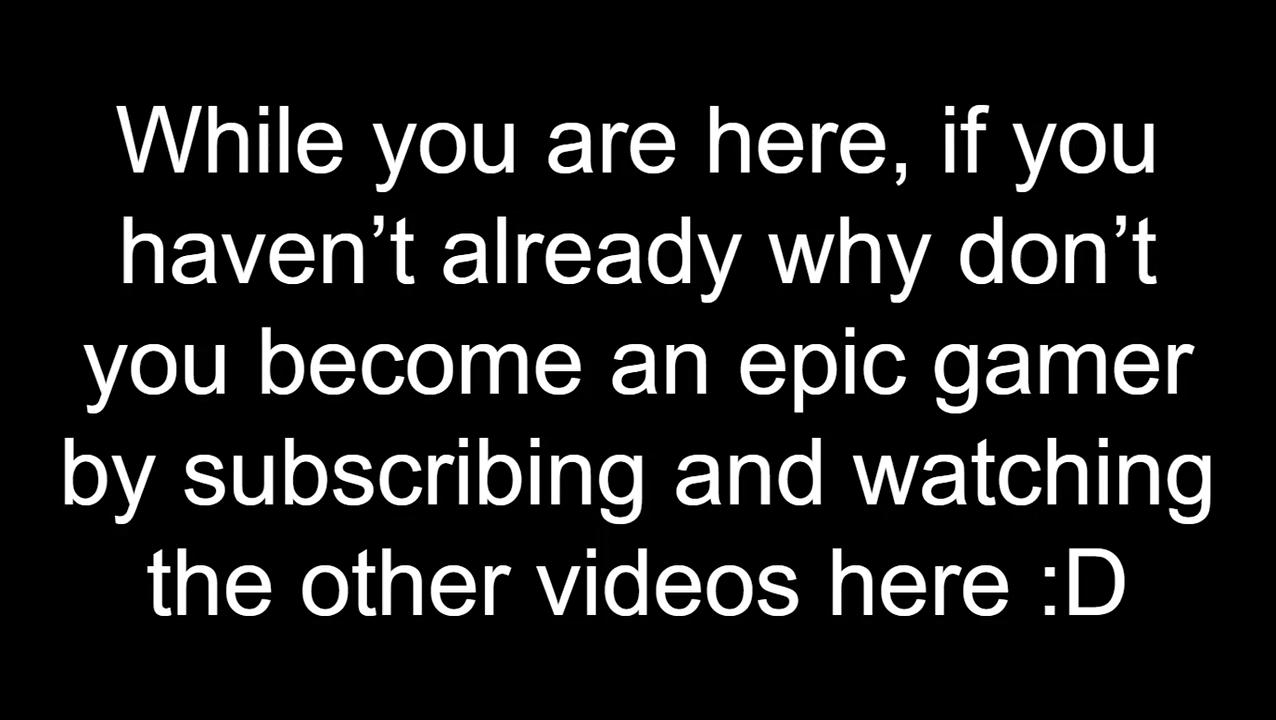 While you are here, if you
haven’t already why don’t
you become an epic gamer
by subscribing and watching
the other videos here :D